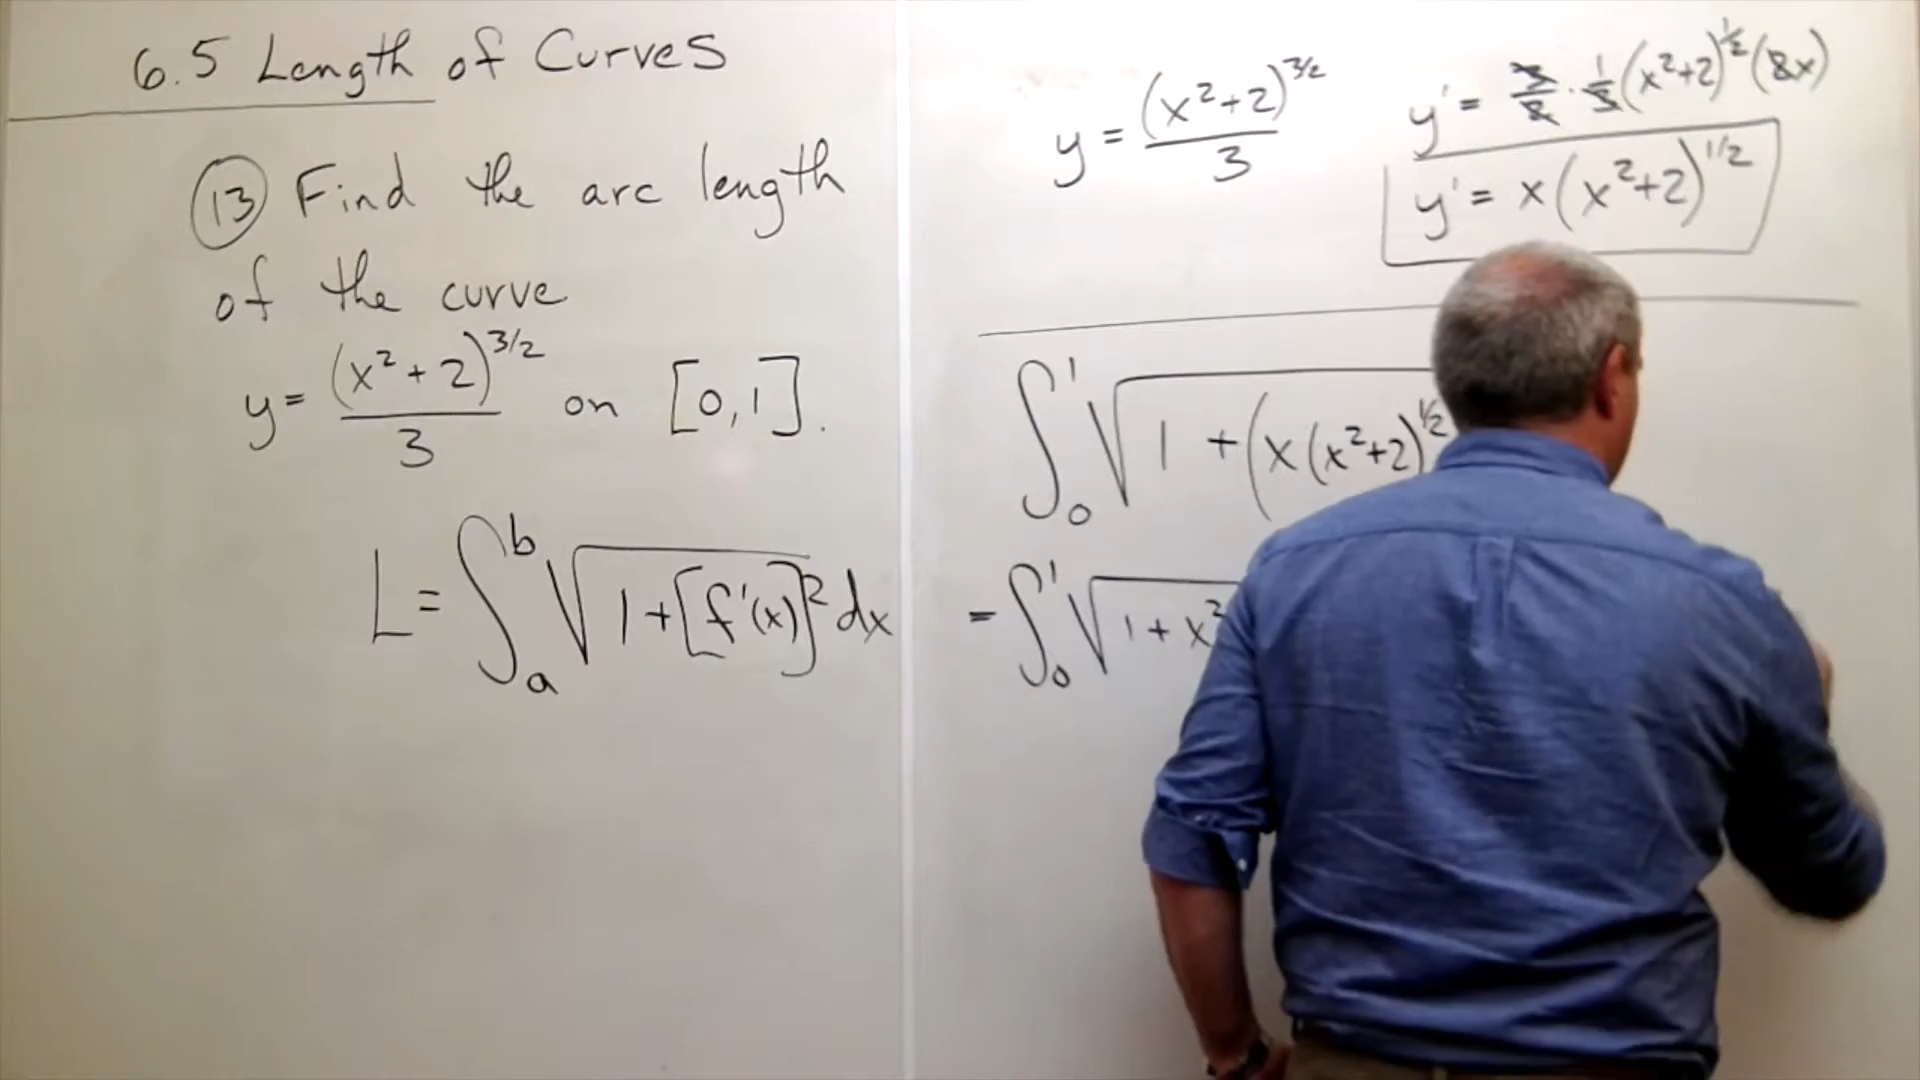 6.5 Length of Curves
⑬ Find the arc length
of the curve
y = (x² + 2)^{3/2} / 3 on [0,1].
L = ∫_a^b √(1 + [f'(x)]²) dx
y = (x²+2)^{3/2} / 3
y' = 3/2 · 1/3 (x²+2)^{1/2} (2x)
y' = x(x²+2)^{1/2}
∫_0^1 √(1 + (x(x²+2)^{1/2}
= ∫_0^1 √(1 + x²